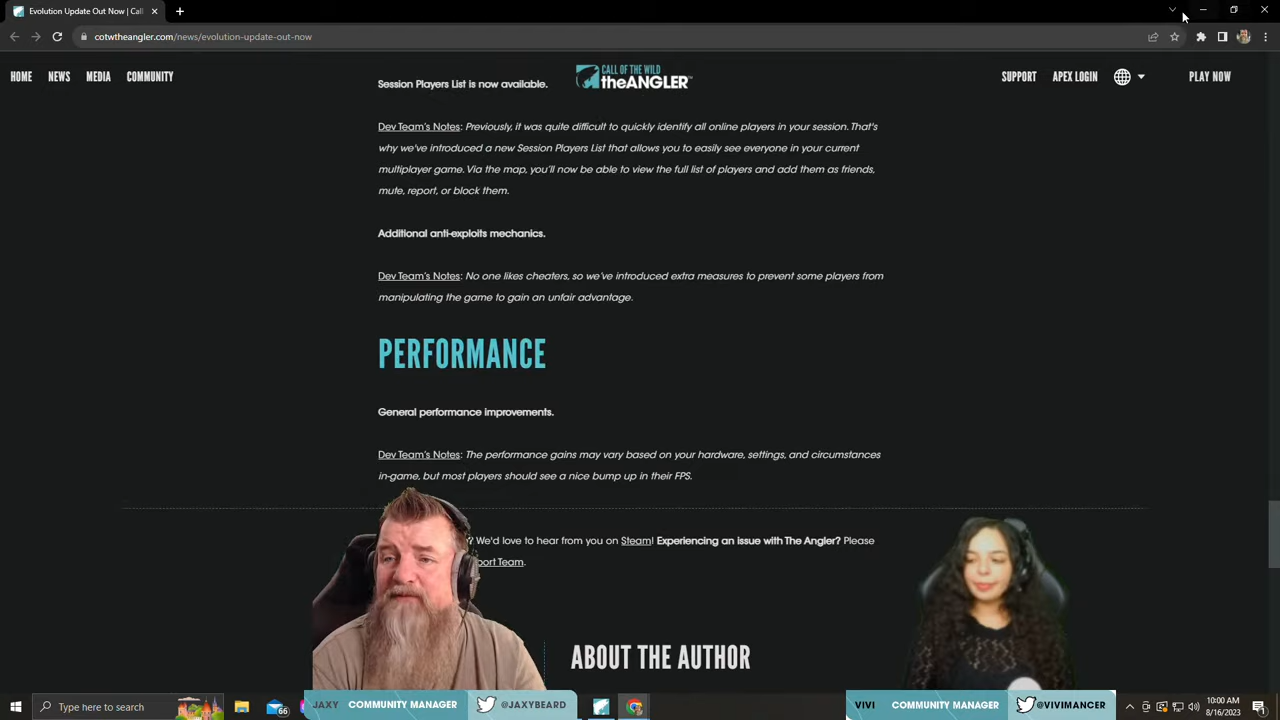 Evolution Update Out Now | Call
cotwtheangler.com/news/evolution-update-out-now
HOME NEWS MEDIA COMMUNITY
CALL OF THE WILD
theANGLER
SUPPORT APEX LOGIN PLAY NOW
Session Players List is now available.
Dev Team's Notes: Previously, it was quite difficult to quickly identify all online players in your session. That's
why we've introduced a new Session Players List that allows you to easily see everyone in your current
multiplayer game. Via the map, you'll now be able to view the full list of players and add them as friends,
mute, report, or block them.
Additional anti-exploits mechanics.
Dev Team's Notes: No one likes cheaters, so we've introduced extra measures to prevent some players from
manipulating the game to gain an unfair advantage.
PERFORMANCE
General performance improvements.
Dev Team's Notes: The performance gains may vary based on your hardware, settings, and circumstances
in-game, but most players should see a nice bump up in their FPS.
? We'd love to hear from you on Steam! Experiencing an issue with The Angler? Please
port Team.
ABOUT THE AUTHOR
Type here to search
66
JAXY COMMUNITY MANAGER @JAXYBEARD
VIVI COMMUNITY MANAGER @VIVIMANCER
10:00 AM
8/16/2023